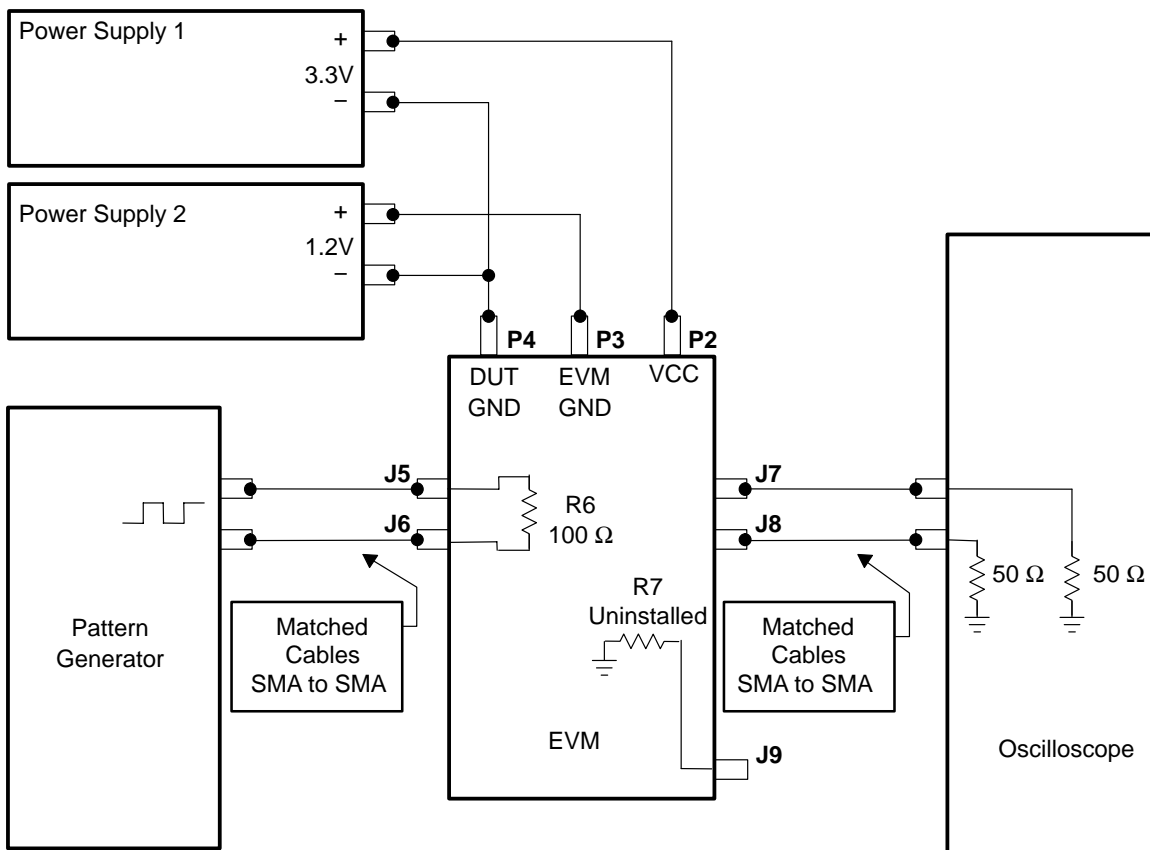 Power Supply 1
+
3.3V
−
Power Supply 2
+
1.2V
−
P4
P3
P2
DUT
GND
EVM
GND
VCC
J5
J6
R6
100 Ω
J7
J8
50 Ω
50 Ω
R7
Uninstalled
Pattern
Generator
Matched
Cables
SMA to SMA
Matched
Cables
SMA to SMA
EVM
J9
Oscilloscope